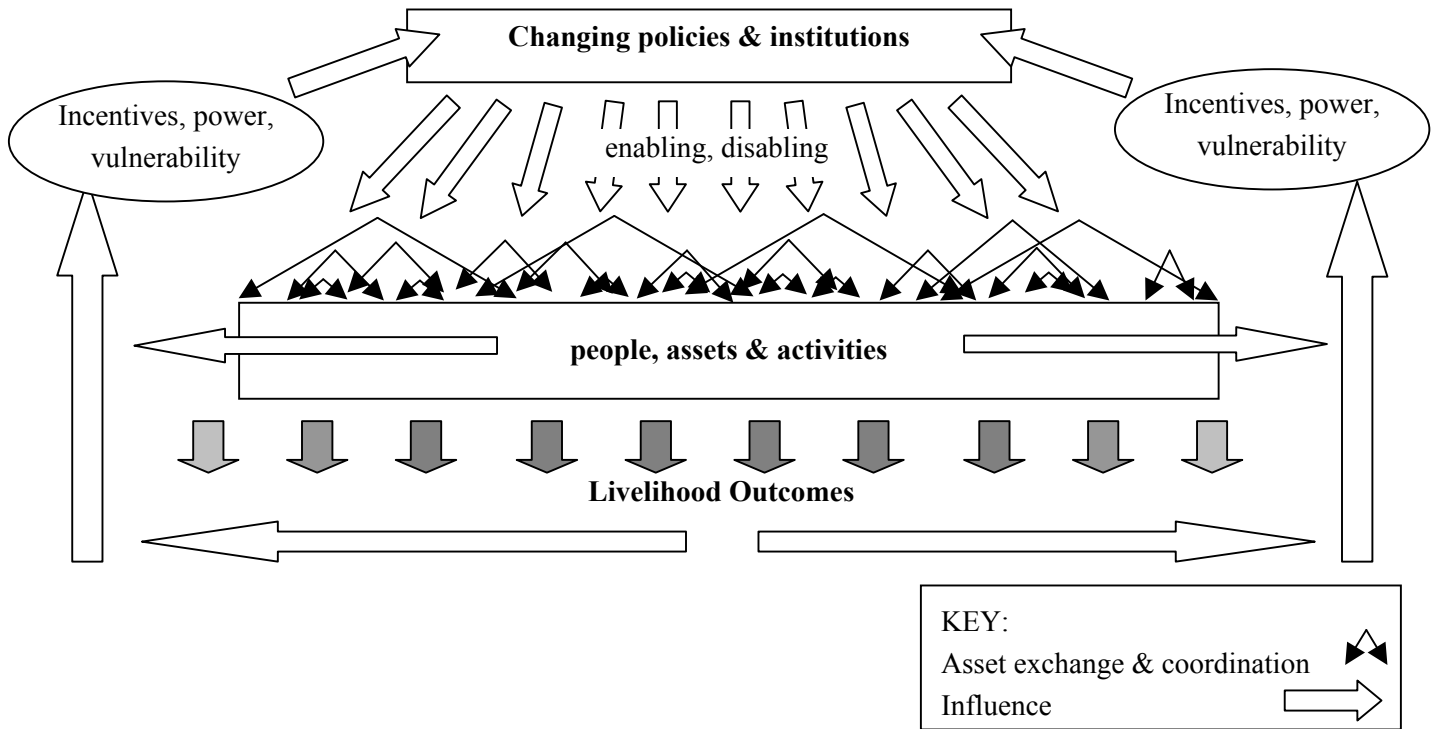 Changing policies & institutions
Incentives, power,
vulnerability
Incentives, power,
vulnerability
enabling, disabling
people, assets & activities
Livelihood Outcomes
KEY:
Asset exchange & coordination
Influence